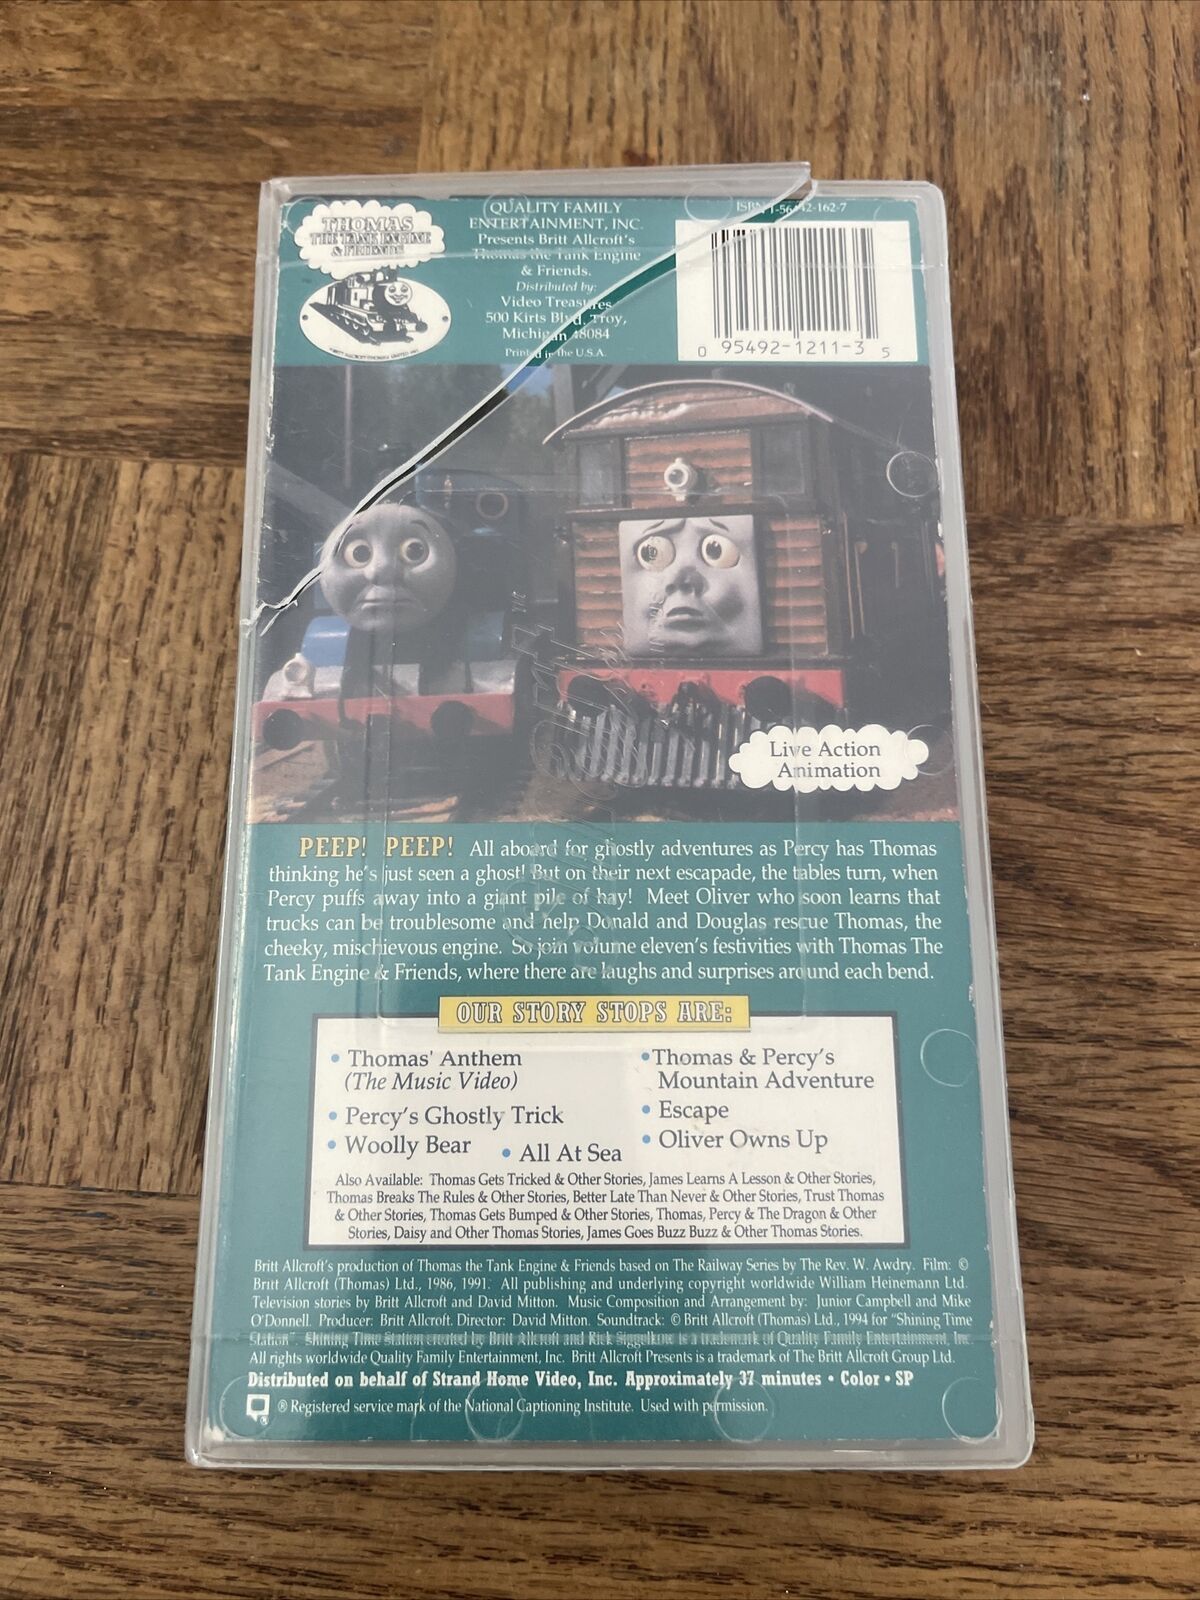 THOMAS
THE TANK ENGINE
& FRIENDS
QUALITY FAMILY
ENTERTAINMENT, INC.
Presents Britt Allcroft's
Thomas the Tank Engine
& Friends.
Distributed by:
Video Treasures
500 Kirts Blvd. Troy,
Michigan 48084
Printed in the U.S.A.
ISBN 1-56442-162-7
0 95492-1211-3 5
Live Action
Animation
PEEP! PEEP! All aboard for ghostly adventures as Percy has Thomas
thinking he's just seen a ghost! But on their next escapade, the tables turn, when
Percy puffs away into a giant pile of hay! Meet Oliver who soon learns that
trucks can be troublesome and help Donald and Douglas rescue Thomas, the
cheeky, mischievous engine. So join volume eleven's festivities with Thomas The
Tank Engine & Friends, where there are laughs and surprises around each bend.
OUR STORY STOPS ARE:
• Thomas' Anthem
(The Music Video)
• Percy's Ghostly Trick
• Woolly Bear
• All At Sea
• Thomas & Percy's
Mountain Adventure
• Escape
• Oliver Owns Up
Also Available: Thomas Gets Tricked & Other Stories, James Learns A Lesson & Other Stories,
Thomas Breaks The Rules & Other Stories, Better Late Than Never & Other Stories, Trust Thomas
& Other Stories, Thomas Gets Bumped & Other Stories, Thomas, Percy & The Dragon & Other
Stories, Daisy and Other Thomas Stories, James Goes Buzz Buzz & Other Thomas Stories.
Britt Allcroft's production of Thomas the Tank Engine & Friends based on The Railway Series by The Rev. W. Awdry. Film: ©
Britt Allcroft (Thomas) Ltd., 1986, 1991. All publishing and underlying copyright worldwide William Heinemann Ltd.
Television stories by Britt Allcroft and David Mitton. Music Composition and Arrangement by: Junior Campbell and Mike
O'Donnell. Producer: Britt Allcroft. Director: David Mitton. Soundtrack: © Britt Allcroft (Thomas) Ltd., 1994 for "Shining Time
Station". Shining Time Station created by Britt Allcroft and Rick Siggelkow is a trademark of Quality Family Entertainment, Inc.
All rights worldwide Quality Family Entertainment, Inc. Britt Allcroft Presents is a trademark of The Britt Allcroft Group Ltd.
Distributed on behalf of Strand Home Video, Inc. Approximately 37 minutes • Color • SP
® Registered service mark of the National Captioning Institute. Used with permission.